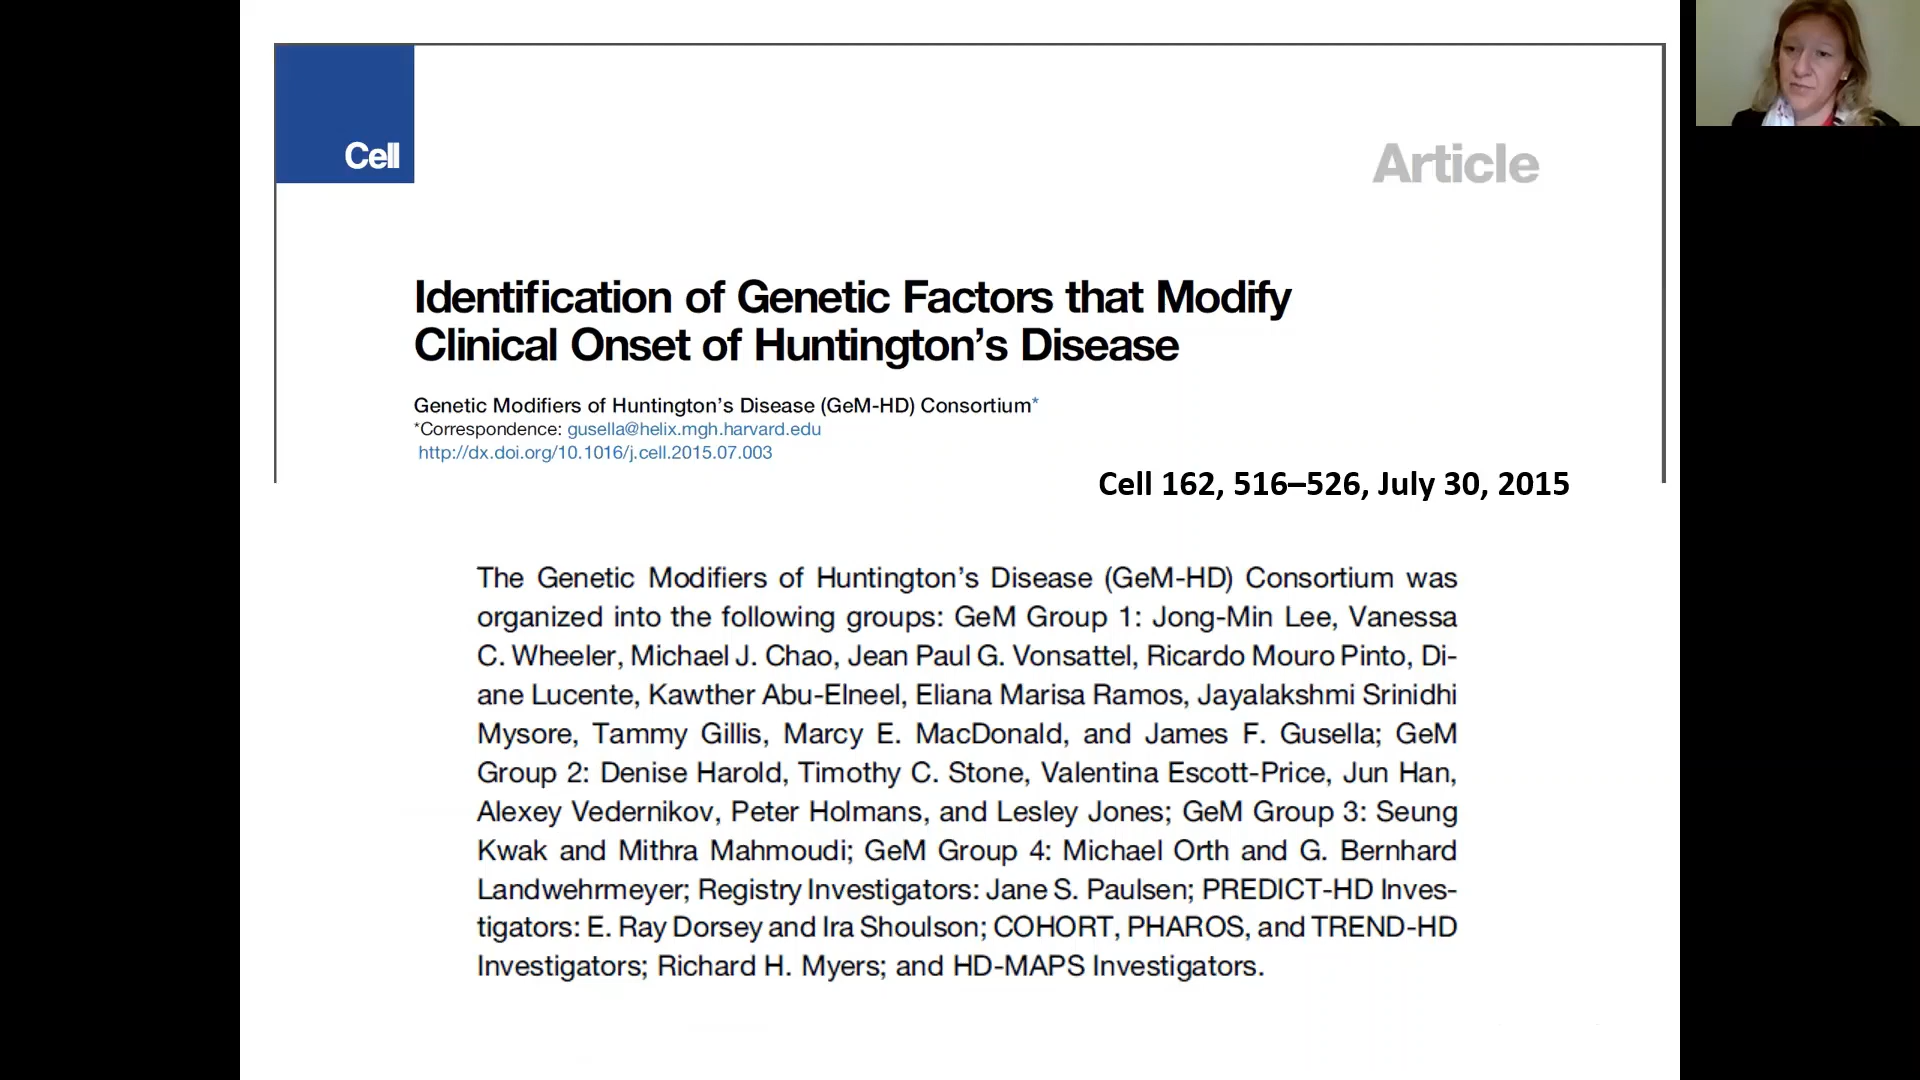 Cell
Article
Identification of Genetic Factors that Modify
Clinical Onset of Huntington’s Disease
Genetic Modifiers of Huntington’s Disease (GeM-HD) Consortium*
*Correspondence: gusella@helix.mgh.harvard.edu
http://dx.doi.org/10.1016/j.cell.2015.07.003
Cell 162, 516–526, July 30, 2015
The Genetic Modifiers of Huntington’s Disease (GeM-HD) Consortium was
organized into the following groups: GeM Group 1: Jong-Min Lee, Vanessa
C. Wheeler, Michael J. Chao, Jean Paul G. Vonsattel, Ricardo Mouro Pinto, Di-
ane Lucente, Kawther Abu-Elneel, Eliana Marisa Ramos, Jayalakshmi Srinidhi
Mysore, Tammy Gillis, Marcy E. MacDonald, and James F. Gusella; GeM
Group 2: Denise Harold, Timothy C. Stone, Valentina Escott-Price, Jun Han,
Alexey Vedernikov, Peter Holmans, and Lesley Jones; GeM Group 3: Seung
Kwak and Mithra Mahmoudi; GeM Group 4: Michael Orth and G. Bernhard
Landwehrmeyer; Registry Investigators: Jane S. Paulsen; PREDICT-HD Inves-
tigators: E. Ray Dorsey and Ira Shoulson; COHORT, PHAROS, and TREND-HD
Investigators; Richard H. Myers; and HD-MAPS Investigators.